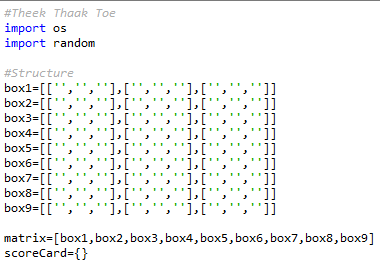 #Theek Thaak Toe
import os
import random
#Structure
box1=[['','',''],['','',''],['','','']]
box2=[['','',''],['','',''],['','','']]
box3=[['','',''],['','',''],['','','']]
box4=[['','',''],['','',''],['','','']]
box5=[['','',''],['','',''],['','','']]
box6=[['','',''],['','',''],['','','']]
box7=[['','',''],['','',''],['','','']]
box8=[['','',''],['','',''],['','','']]
box9=[['','',''],['','',''],['','','']]
matrix=[box1,box2,box3,box4,box5,box6,box7,box8,box9]
scoreCard={}